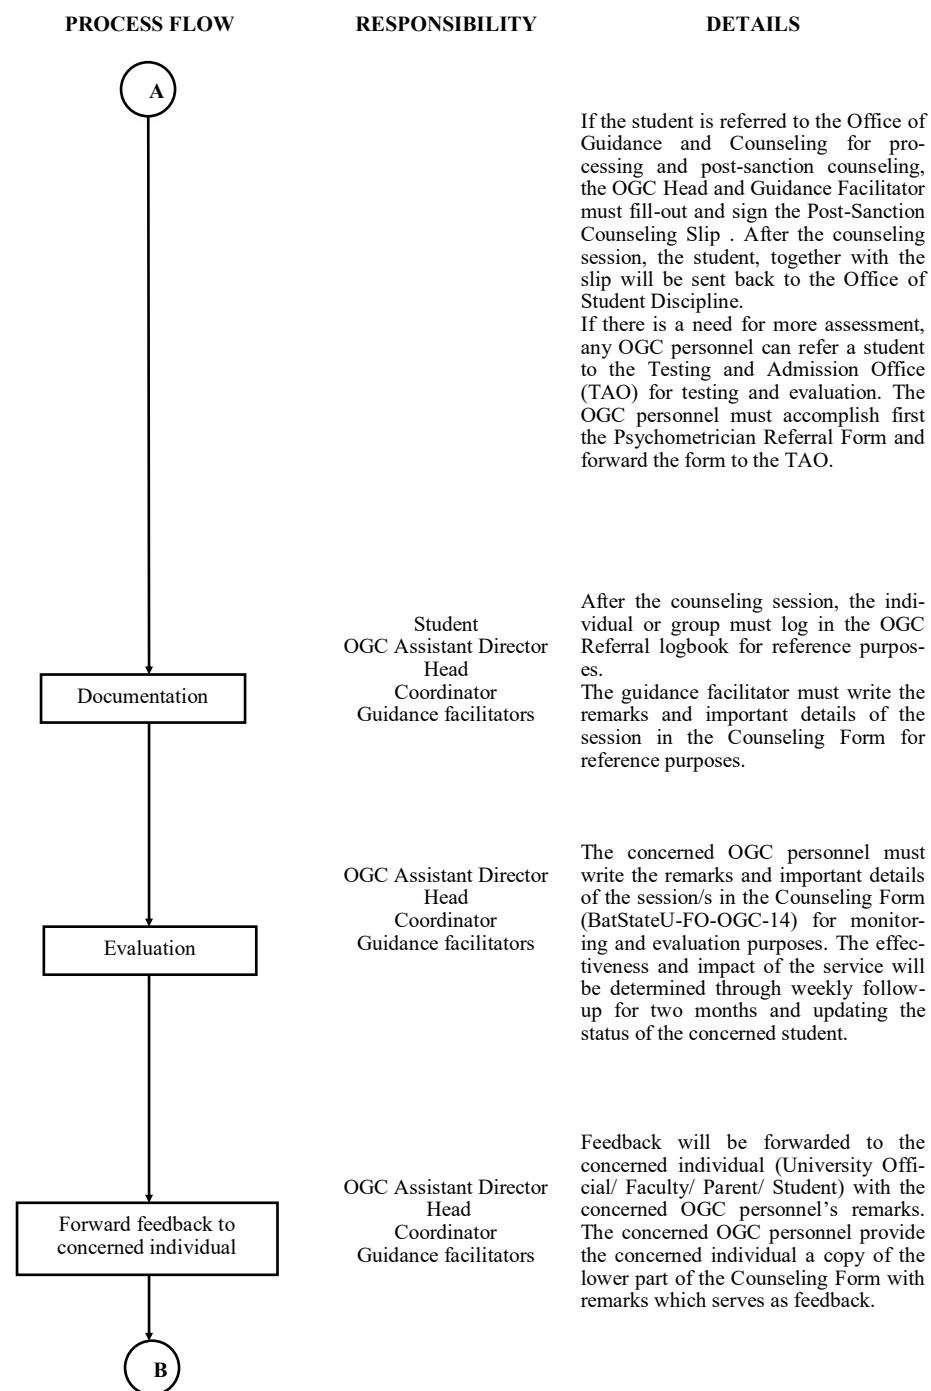 PROCESS FLOW RESPONSIBILITY DETAILS
A
If the student is referred to the Office of
Guidance and Counseling for pro-
cessing and post-sanction counseling,
the OGC Head and Guidance Facilitator
must fill-out and sign the Post-Sanction
Counseling Slip . After the counseling
session, the student, together with the
slip will be sent back to the Office of
Student Discipline.
If there is a need for more assessment,
any OGC personnel can refer a student
to the Testing and Admission Office
(TAO) for testing and evaluation. The
OGC personnel must accomplish first
the Psychometrician Referral Form and
forward the form to the TAO.
Documentation
Student
OGC Assistant Director
Head
Coordinator
Guidance facilitators
After the counseling session, the indi-
vidual or group must log in the OGC
Referral logbook for reference purpos-
es.
The guidance facilitator must write the
remarks and important details of the
session in the Counseling Form for
reference purposes.
Evaluation
OGC Assistant Director
Head
Coordinator
Guidance facilitators
The concerned OGC personnel must
write the remarks and important details
of the session/s in the Counseling Form
(BatStateU-FO-OGC-14) for monitor-
ing and evaluation purposes. The effec-
tiveness and impact of the service will
be determined through weekly follow-
up for two months and updating the
status of the concerned student.
Forward feedback to
concerned individual
OGC Assistant Director
Head
Coordinator
Guidance facilitators
Feedback will be forwarded to the
concerned individual (University Offi-
cial/ Faculty/ Parent/ Student) with the
concerned OGC personnel's remarks.
The concerned OGC personnel provide
the concerned individual a copy of the
lower part of the Counseling Form with
remarks which serves as feedback.
B